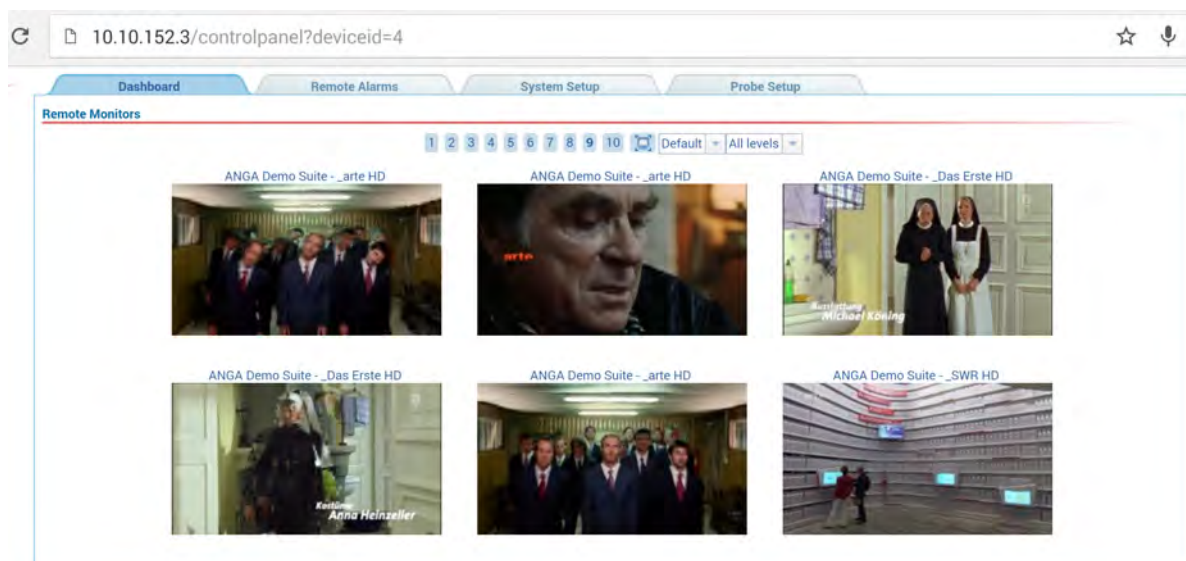 10.10.152.3/controlpanel?deviceid=4
Dashboard Remote Alarms System Setup Probe Setup
Remote Monitors
1 2 3 4 5 6 7 8 9 10 Default All levels
ANGA Demo Suite - _arte HD ANGA Demo Suite - _arte HD ANGA Demo Suite - _Das Erste HD
arte
Ausstattung
Michael Köning
ANGA Demo Suite - _Das Erste HD ANGA Demo Suite - _arte HD ANGA Demo Suite - _SWR HD
Kostüme
Anna Heinzeller